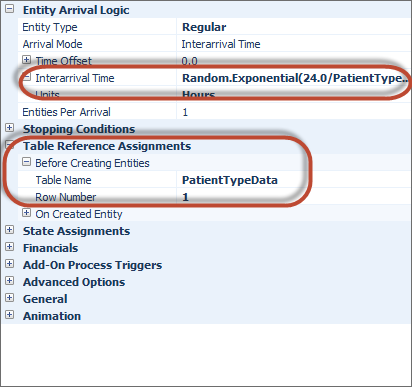 Entity Arrival Logic
Entity Type Regular
Arrival Mode Interarrival Time
Time Offset 0.0
Interarrival Time Random.Exponential(24.0/PatientType...
Units Hours
Entities Per Arrival 1
Stopping Conditions
Table Reference Assignments
Before Creating Entities
Table Name PatientTypeData
Row Number 1
On Created Entity
State Assignments
Financials
Add-On Process Triggers
Advanced Options
General
Animation